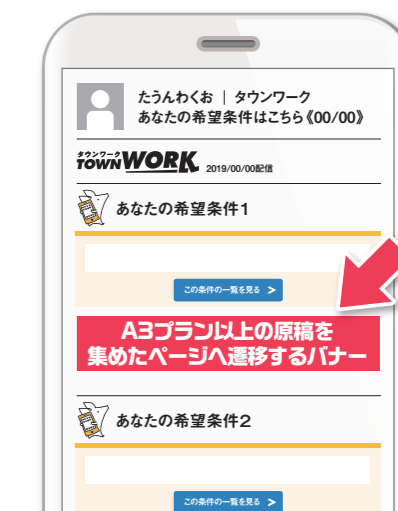 たうんわくお | タウンワーク
あなたの希望条件はこちら《00/00》
タウンワーク
TOWNWORK 2019/00/00配信
あなたの希望条件1
この条件の一覧を見る >
A3プラン以上の原稿を
集めたページへ遷移するバナー
あなたの希望条件2
この条件の一覧を見る >